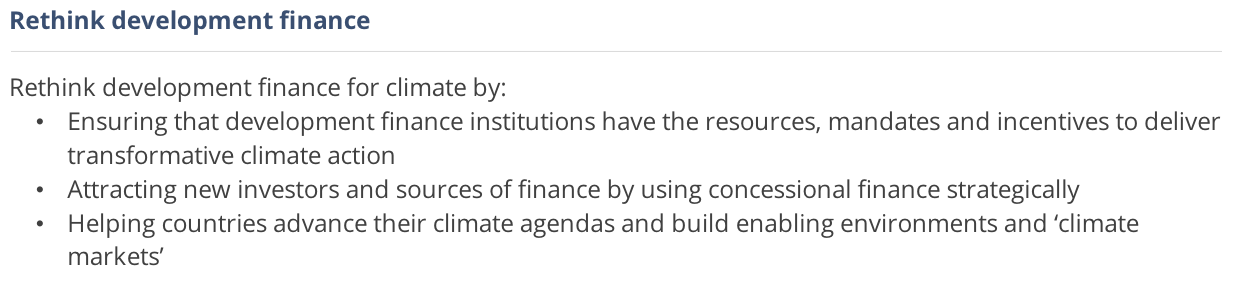 Rethink development finance
Rethink development finance for climate by:
• Ensuring that development finance institutions have the resources, mandates and incentives to deliver
transformative climate action
• Attracting new investors and sources of finance by using concessional finance strategically
• Helping countries advance their climate agendas and build enabling environments and ‘climate
markets’